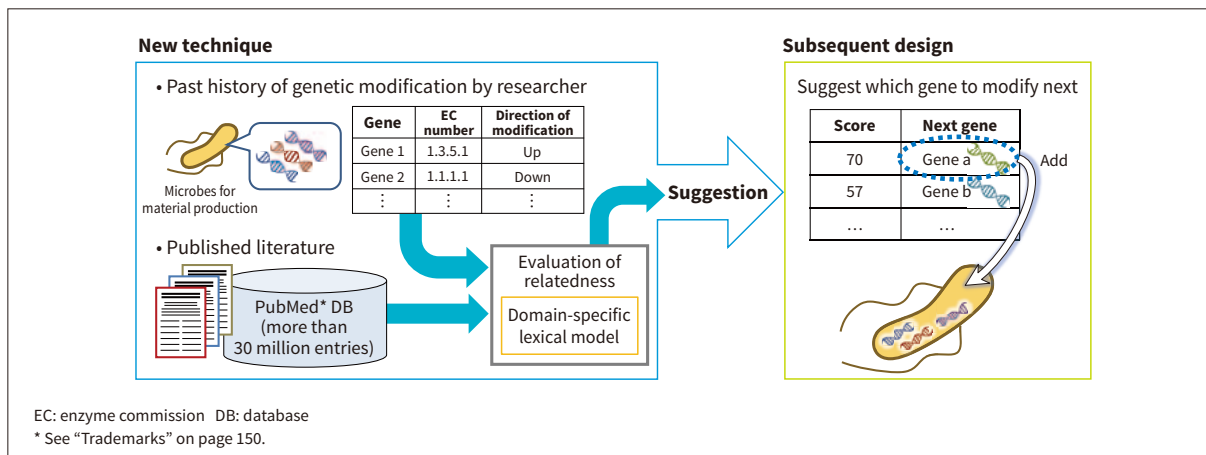 New technique
• Past history of genetic modification by researcher
Gene EC number Direction of modification
Gene 1 1.3.5.1 Up
Gene 2 1.1.1.1 Down
⋮ ⋮ ⋮
Microbes for
material production
• Published literature
PubMed* DB
(more than
30 million entries)
Evaluation of
relatedness
Domain-specific
lexical model
Suggestion
Subsequent design
Suggest which gene to modify next
Score Next gene
70 Gene a
Add
57 Gene b
… …
EC: enzyme commission DB: database
* See “Trademarks” on page 150.